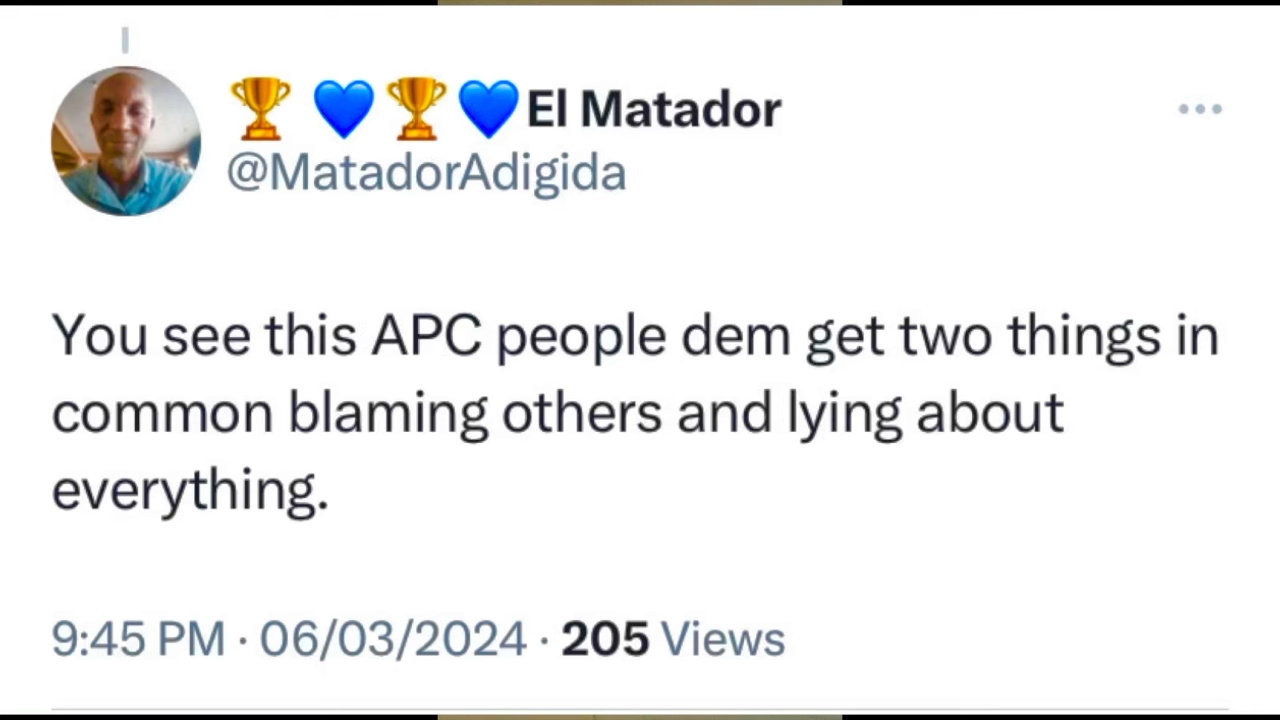 🏆 💙🏆💙El Matador
@MatadorAdigida
You see this APC people dem get two things in
common blaming others and lying about
everything.
9:45 PM · 06/03/2024 · 205 Views